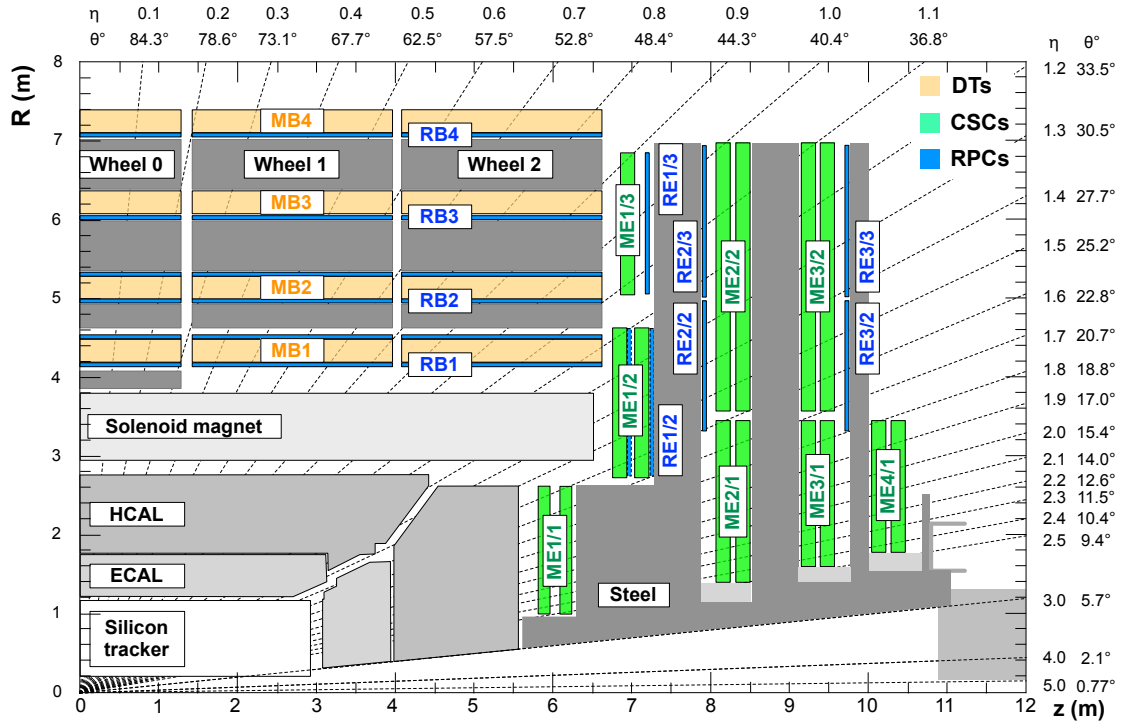 η 0.1 0.2 0.3 0.4 0.5 0.6 0.7 0.8 0.9 1.0 1.1
θ° 84.3° 78.6° 73.1° 67.7° 62.5° 57.5° 52.8° 48.4° 44.3° 40.4° 36.8° η θ°
R (m)
8
7
6
5
4
3
2
1
0
1.2 33.5°
1.3 30.5°
1.4 27.7°
1.5 25.2°
1.6 22.8°
1.7 20.7°
1.8 18.8°
1.9 17.0°
2.0 15.4°
2.1 14.0°
2.2 12.6°
2.3 11.5°
2.4 10.4°
2.5 9.4°
3.0 5.7°
4.0 2.1°
5.0 0.77°
DTs
CSCs
RPCs
MB4
RB4
Wheel 0
Wheel 1
Wheel 2
MB3
RB3
MB2
RB2
MB1
RB1
Solenoid magnet
HCAL
ECAL
Silicon
tracker
Steel
ME1/3
RE1/3
RE2/3
ME2/2
ME3/2
RE3/3
ME1/2
RE2/2
RE3/2
RE1/2
ME1/1
ME2/1
ME3/1
ME4/1
0 1 2 3 4 5 6 7 8 9 10 11 12
z (m)